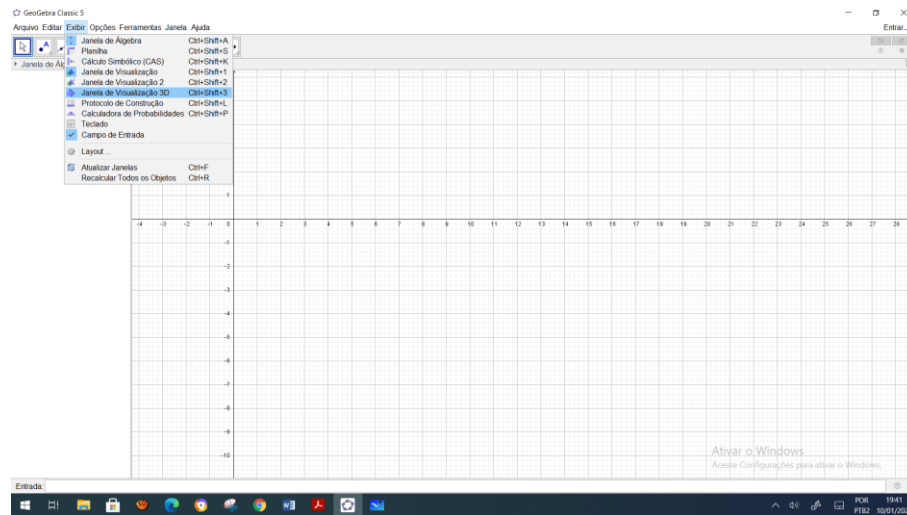 GeoGebra Classic 5
Arquivo Editar Exibir Opções Ferramentas Janela Ajuda
Entrar...
Janela de Álgebra Ctrl+Shift+A
Planilha Ctrl+Shift+S
Cálculo Simbólico (CAS) Ctrl+Shift+K
Janela de Visualização Ctrl+Shift+1
Janela de Visualização 2 Ctrl+Shift+2
Janela de Visualização 3D Ctrl+Shift+3
Protocolo de Construção Ctrl+Shift+L
Calculadora de Probabilidades Ctrl+Shift+P
Teclado
Campo de Entrada
Layout ...
Atualizar Janelas Ctrl+F
Recalcular Todos os Objetos Ctrl+R
Janela de Álg
1
-4 -3 -2 -1 0 1 2 3 4 5 6 7 8 9 10 11 12 13 14 15 16 17 18 19 20 21 22 23 24 25 26 27 28
-1
-2
-3
-4
-5
-6
-7
-8
-9
-10
Ativar o Windows
Acesse Configurações para ativar o Windows.
Entrada:
POR 19:41
PTB2 10/01/202